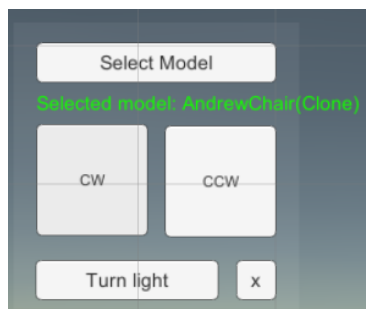 Select Model
Selected model: AndrewChair(Clone)
CW CCW
Turn light x